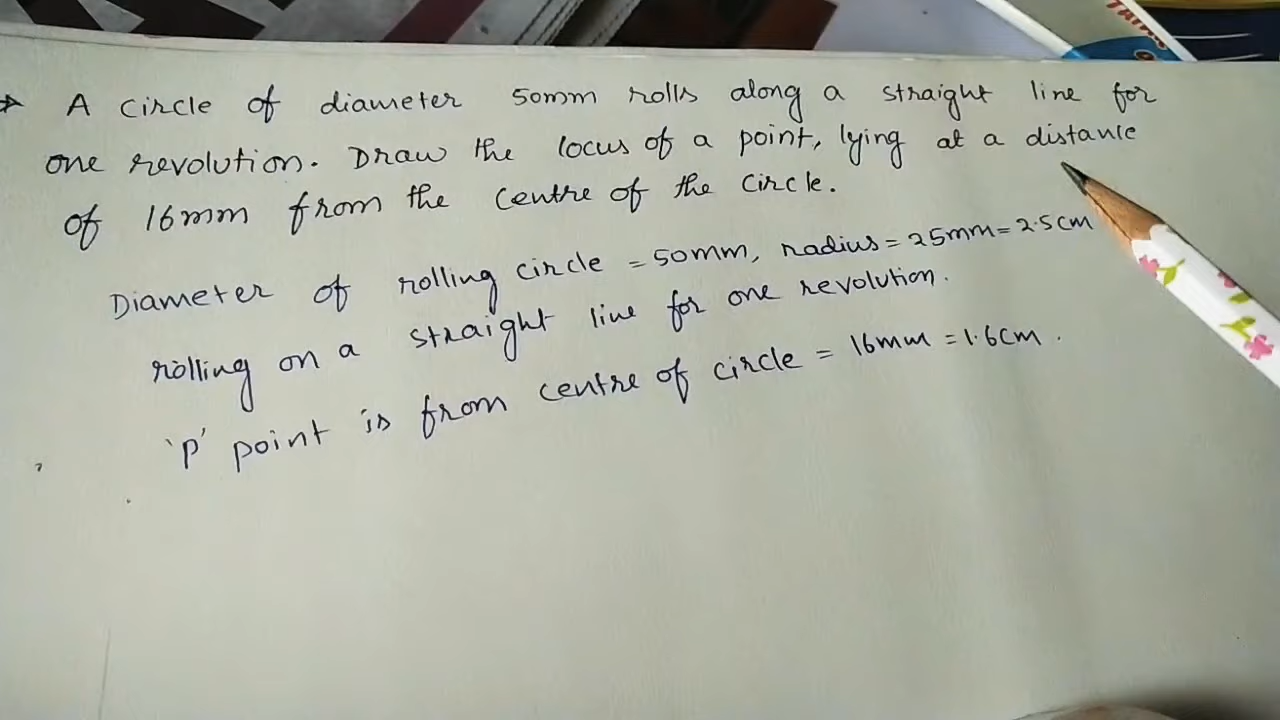 → A circle of diameter 50mm rolls along a straight line for
one revolution. Draw the locus of a point, lying at a distance
of 16mm from the centre of the circle.
Diameter of rolling circle = 50mm, radius = 25mm = 2.5cm
rolling on a straight line for one revolution.
'p' point is from centre of circle = 16mm = 1.6cm.